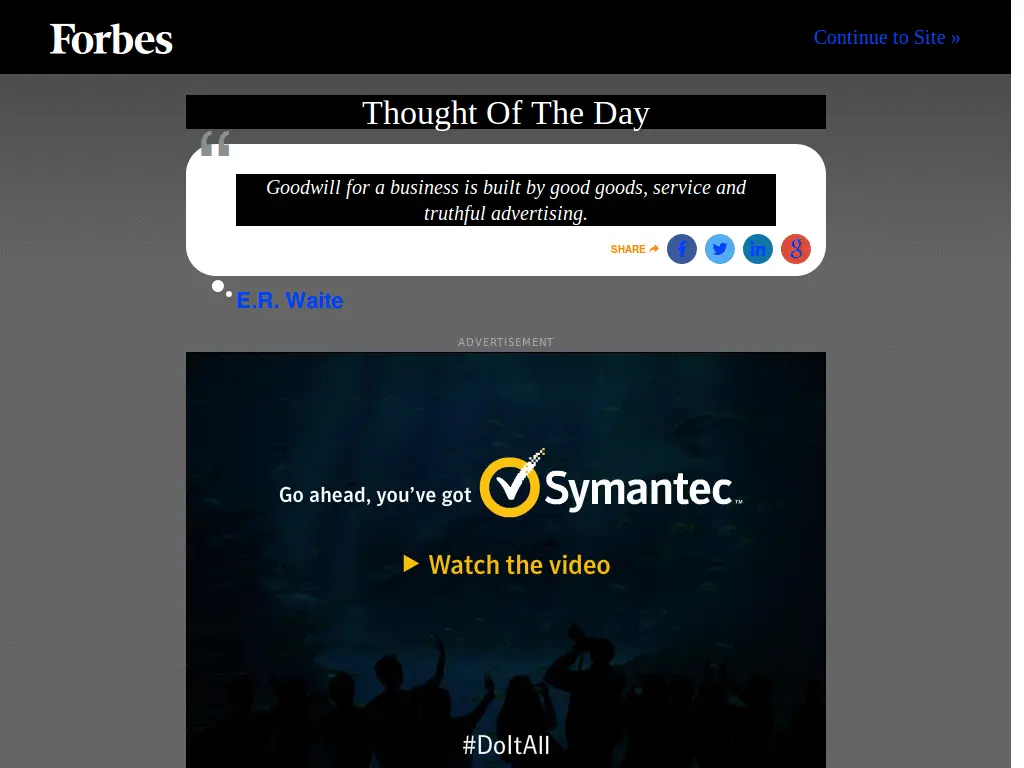 Forbes
Continue to Site »
Thought Of The Day
“
Goodwill for a business is built by good goods, service and
truthful advertising.
SHARE
f
in
g
E.R. Waite
ADVERTISEMENT
Go ahead, you’ve got Symantec™
Watch the video
#DoItAll